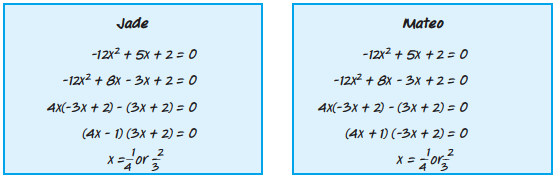 Jade
-12x² + 5x + 2 = 0
-12x² + 8x - 3x + 2 = 0
4x(-3x + 2) - (3x + 2) = 0
(4x - 1) (3x + 2) = 0
x = 1/4 or -2/3
Mateo
-12x² + 5x + 2 = 0
-12x² + 8x - 3x + 2 = 0
4x(-3x + 2) - (3x + 2) = 0
(4x + 1) (-3x + 2) = 0
x = -1/4 or 2/3